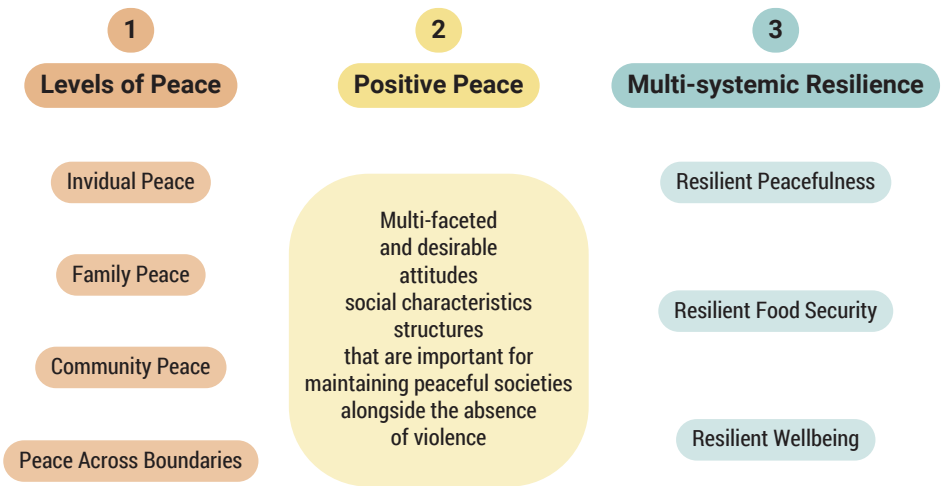 1
Levels of Peace
Invidual Peace
Family Peace
Community Peace
Peace Across Boundaries
2
Positive Peace
Multi-faceted
and desirable
attitudes
social characteristics
structures
that are important for
maintaining peaceful societies
alongside the absence
of violence
3
Multi-systemic Resilience
Resilient Peacefulness
Resilient Food Security
Resilient Wellbeing